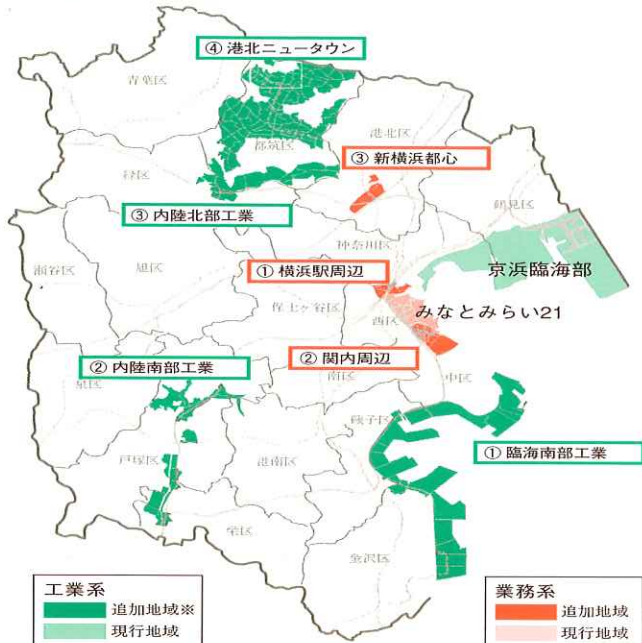 ④ 港北ニュータウン
青葉区
港北区
都筑区
③ 新横浜都心
緑区
鶴見区
③ 内陸北部工業
神奈川区
瀬谷区
旭区
① 横浜駅周辺
京浜臨海部
保土ヶ谷区
西区
みなとみらい21
② 関内周辺
② 内陸南部工業
南区
中区
泉区
磯子区
① 臨海南部工業
戸塚区
港南区
栄区
金沢区
工業系
追加地域※
現行地域
業務系
追加地域
現行地域